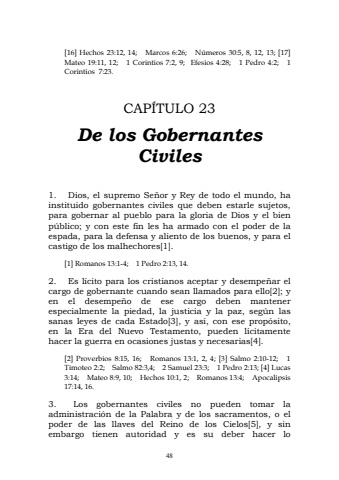 [16] Hechos 23:12, 14; Marcos 6:26; Números 30:5, 8, 12, 13; [17]
Mateo 19:11, 12; 1 Corintios 7:2, 9; Efesios 4:28; 1 Pedro 4:2; 1
Corintios 7:23.
CAPÍTULO 23
De los Gobernantes
Civiles
1. Dios, el supremo Señor y Rey de todo el mundo, ha
instituido gobernantes civiles que deben estarle sujetos,
para gobernar al pueblo para la gloria de Dios y el bien
público; y con este fin les ha armado con el poder de la
espada, para la defensa y aliento de los buenos, y para el
castigo de los malhechores[1].
[1] Romanos 13:1-4; 1 Pedro 2:13, 14.
2. Es lícito para los cristianos aceptar y desempeñar el
cargo de gobernante cuando sean llamados para ello[2]; y
en el desempeño de ese cargo deben mantener
especialmente la piedad, la justicia y la paz, según las
sanas leyes de cada Estado[3], y así, con ese propósito,
en la Era del Nuevo Testamento, pueden lícitamente
hacer la guerra en ocasiones justas y necesarias[4].
[2] Proverbios 8:15, 16; Romanos 13:1, 2, 4; [3] Salmo 2:10-12; 1
Timoteo 2:2; Salmo 82:3,4; 2 Samuel 23:3; 1 Pedro 2:13; [4] Lucas
3:14; Mateo 8:9, 10; Hechos 10:1, 2; Romanos 13:4; Apocalipsis
17:14, 16.
3. Los gobernantes civiles no pueden tomar la
administración de la Palabra y de los sacramentos, o el
poder de las llaves del Reino de los Cielos[5], y sin
embargo tienen autoridad y es su deber hacer lo
48